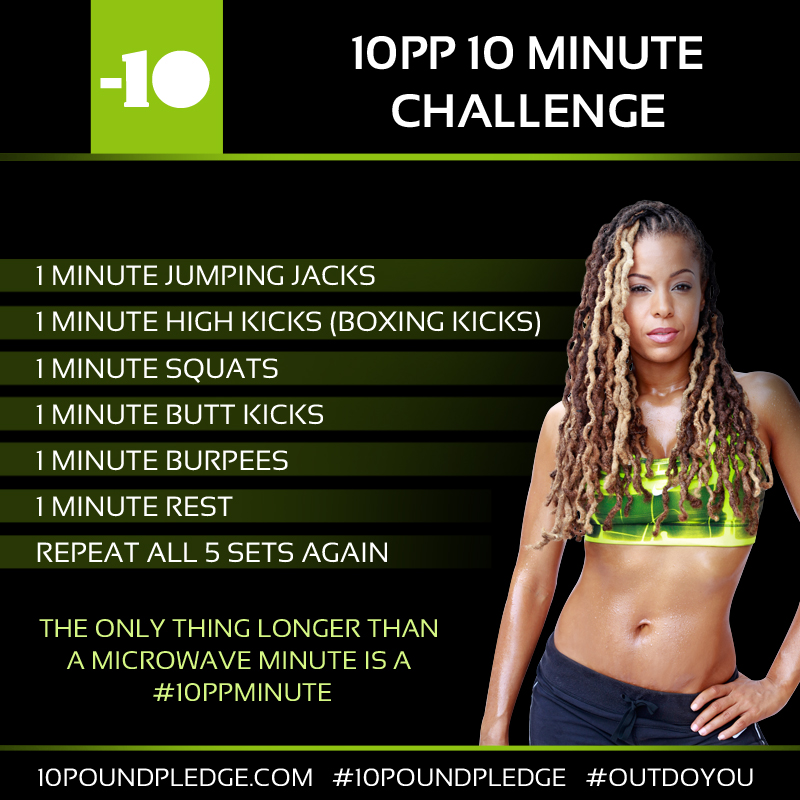 -10
10PP 10 MINUTE
CHALLENGE
1 MINUTE JUMPING JACKS
1 MINUTE HIGH KICKS (BOXING KICKS)
1 MINUTE SQUATS
1 MINUTE BUTT KICKS
1 MINUTE BURPEES
1 MINUTE REST
REPEAT ALL 5 SETS AGAIN
THE ONLY THING LONGER THAN
A MICROWAVE MINUTE IS A
#10PPMINUTE
10POUNDPLEDGE.COM #10POUNDPLEDGE #OUTDOYOU